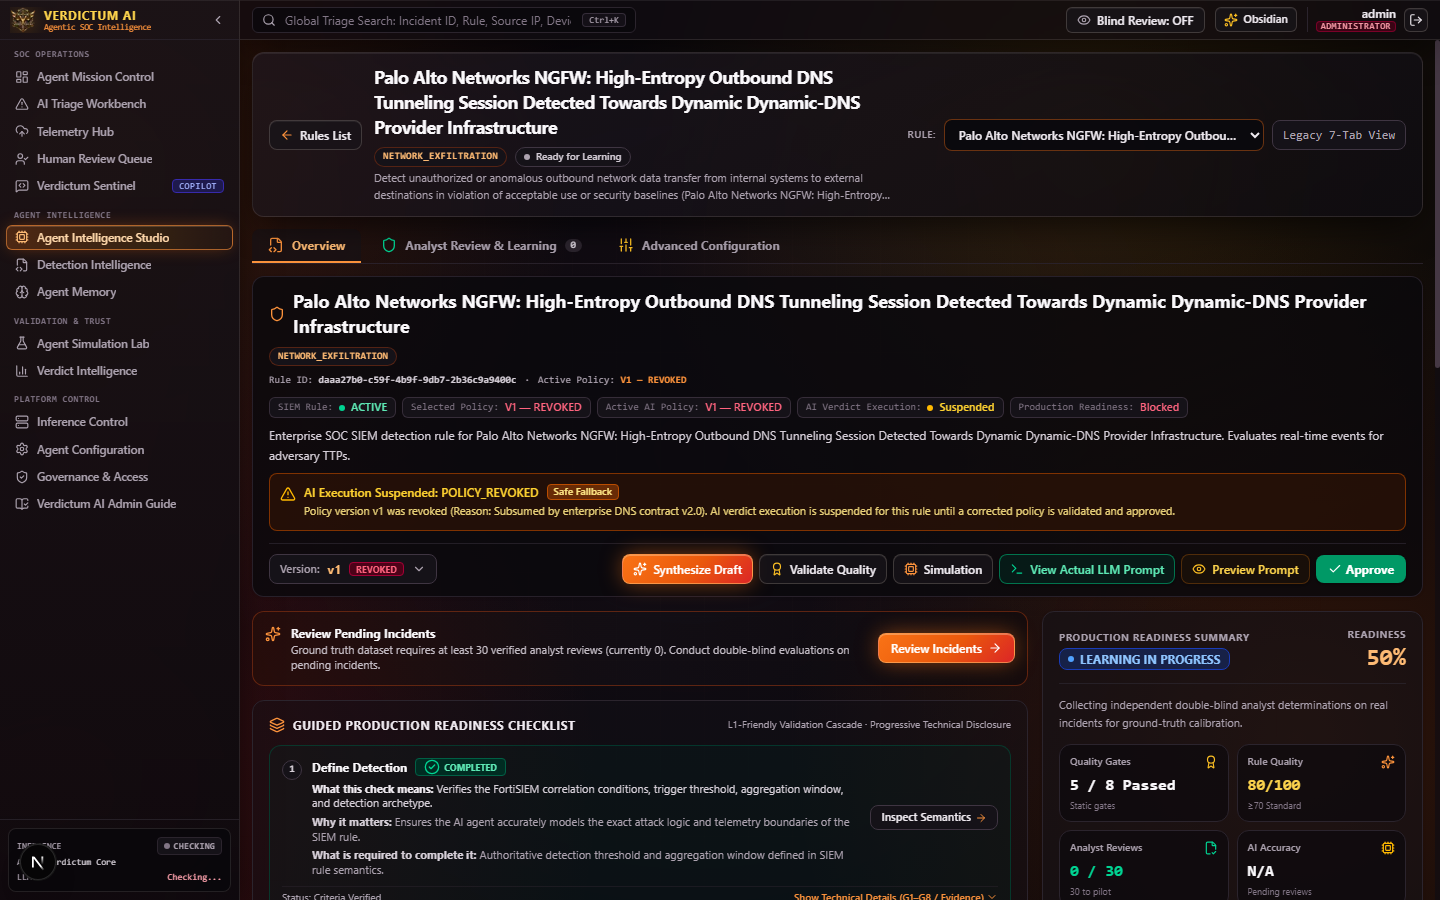 VERDICTUM AI
Agentic SOC Intelligence
Global Triage Search: Incident ID, Rule, Source IP, Devi
Ctrl+K
Blind Review: OFF
Obsidian
admin
ADMINISTRATOR
SOC OPERATIONS
Agent Mission Control
AI Triage Workbench
Telemetry Hub
Human Review Queue
Verdictum Sentinel
COPILOT
AGENT INTELLIGENCE
Agent Intelligence Studio
Detection Intelligence
Agent Memory
VALIDATION & TRUST
Agent Simulation Lab
Verdict Intelligence
PLATFORM CONTROL
Inference Control
Agent Configuration
Governance & Access
Verdictum AI Admin Guide
CHECKING
N
rdictum Core
Checking...
Rules List
Palo Alto Networks NGFW: High-Entropy Outbound DNS
Tunneling Session Detected Towards Dynamic Dynamic-DNS
Provider Infrastructure
NETWORK_EXFILTRATION
Ready for Learning
Detect unauthorized or anomalous outbound network data transfer from internal systems to external
destinations in violation of acceptable use or security baselines (Palo Alto Networks NGFW: High-Entropy...
RULE:
Palo Alto Networks NGFW: High-Entropy Outbou...
Legacy 7-Tab View
Overview
Analyst Review & Learning 0
Advanced Configuration
Palo Alto Networks NGFW: High-Entropy Outbound DNS Tunneling Session Detected Towards Dynamic Dynamic-DNS Provider
Infrastructure
NETWORK_EXFILTRATION
Rule ID: daaa27b0-c59f-4b9f-9db7-2b36c9a9400c · Active Policy: V1 — REVOKED
SIEM Rule: ACTIVE
Selected Policy: V1 — REVOKED
Active AI Policy: V1 — REVOKED
AI Verdict Execution: Suspended
Production Readiness: Blocked
Enterprise SOC SIEM detection rule for Palo Alto Networks NGFW: High-Entropy Outbound DNS Tunneling Session Detected Towards Dynamic Dynamic-DNS Provider Infrastructure. Evaluates real-time events for
adversary TTPs.
AI Execution Suspended: POLICY_REVOKED
Safe Fallback
Policy version v1 was revoked (Reason: Subsumed by enterprise DNS contract v2.0). AI verdict execution is suspended for this rule until a corrected policy is validated and approved.
Version: v1 REVOKED
Synthesize Draft
Validate Quality
Simulation
View Actual LLM Prompt
Preview Prompt
Approve
Review Pending Incidents
Ground truth dataset requires at least 30 verified analyst reviews (currently 0). Conduct double-blind evaluations on
pending incidents.
Review Incidents
GUIDED PRODUCTION READINESS CHECKLIST
L1-Friendly Validation Cascade · Progressive Technical Disclosure
1
Define Detection
COMPLETED
What this check means: Verifies the FortiSIEM correlation conditions, trigger threshold, aggregation window,
and detection archetype.
Why it matters: Ensures the AI agent accurately models the exact attack logic and telemetry boundaries of the
SIEM rule.
What is required to complete it: Authoritative detection threshold and aggregation window defined in SIEM
rule semantics.
Inspect Semantics
Status: Criteria Verified
Show Technical Details (G1–G8 / Evidence)
PRODUCTION READINESS SUMMARY
LEARNING IN PROGRESS
READINESS
50%
Collecting independent double-blind analyst determinations on real
incidents for ground-truth calibration.
Quality Gates
5 / 8 Passed
Static gates
Rule Quality
80/100
≥70 Standard
Analyst Reviews
0 / 30
30 to pilot
AI Accuracy
N/A
Pending reviews